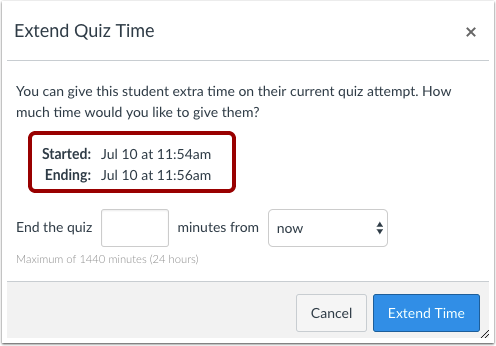 Extend Quiz Time
×
You can give this student extra time on their current quiz attempt. How
much time would you like to give them?
Started: Jul 10 at 11:54am
Ending: Jul 10 at 11:56am
End the quiz minutes from now
Maximum of 1440 minutes (24 hours)
Cancel Extend Time